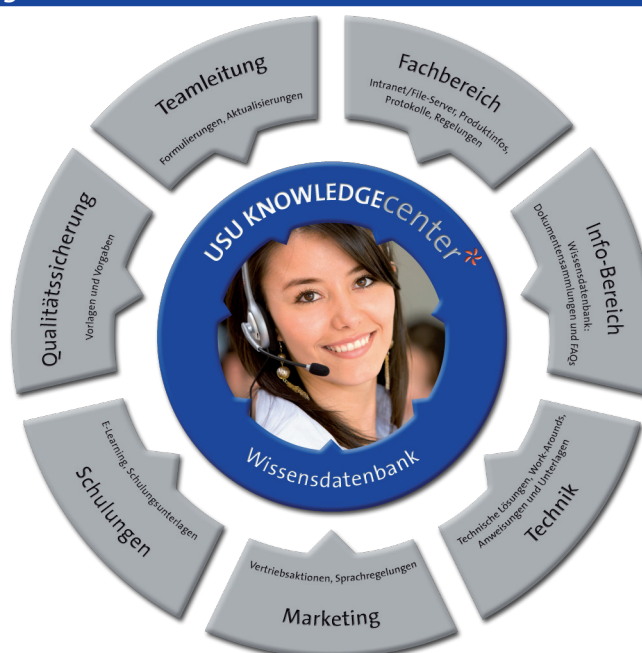 Teamleitung
Formulierungen, Aktualisierungen
Fachbereich
Intranet/File-Server, Produktinfos,
Protokolle, Regelungen
Info-Bereich
Wissensdatenbank:
Dokumentensammlungen und FAQs
Technische Lösungen, Work-Arounds,
Anweisungen und Unterlagen
Technik
Vertriebsaktionen, Sprachregelungen
Marketing
E-Learning, Schulungsunterlagen
Schulungen
Qualitätssicherung
Vorlagen und Vorgaben
USU KNOWLEDGEcenter
Wissensdatenbank